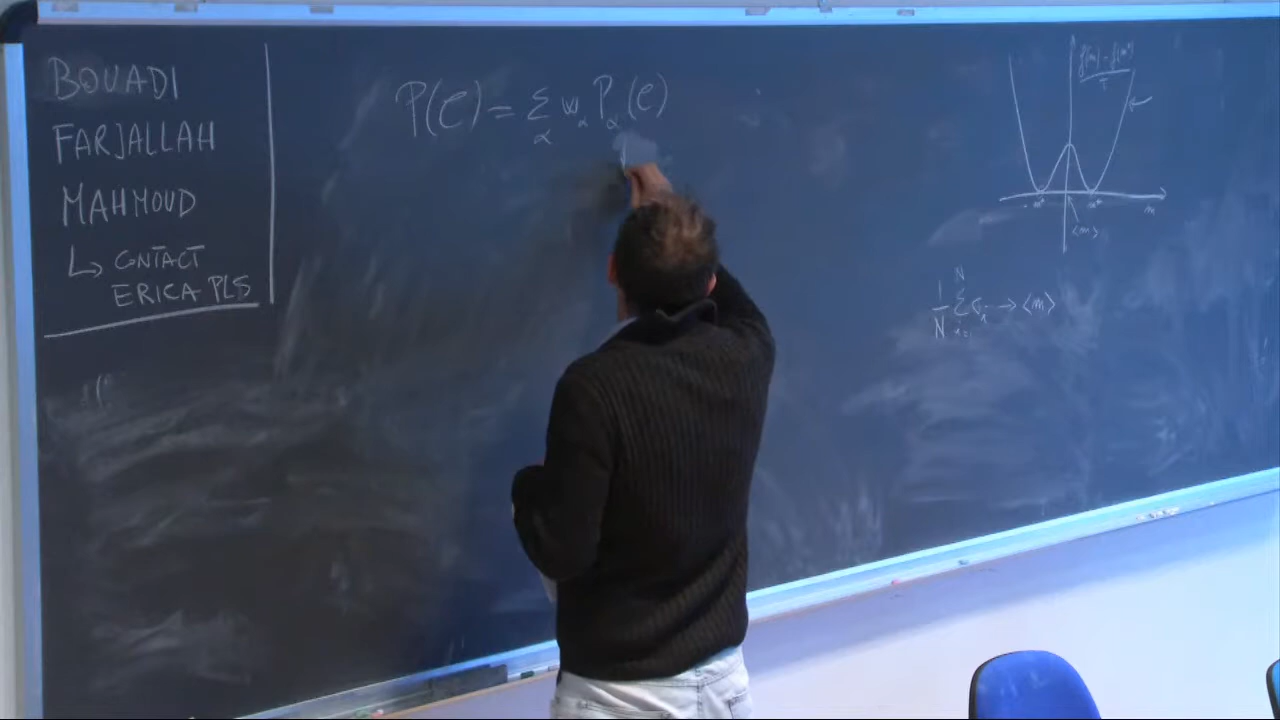 BOUADI
FARJALLAH
MAHMOUD
↳ CONTACT
ERICA PLS
P(C) = Σ_α w_α P_α(C)
f(m) - f(m*)
T
m* m*
m
⟨m⟩
1/N Σ_{i=1}^N σ_i → ⟨m⟩